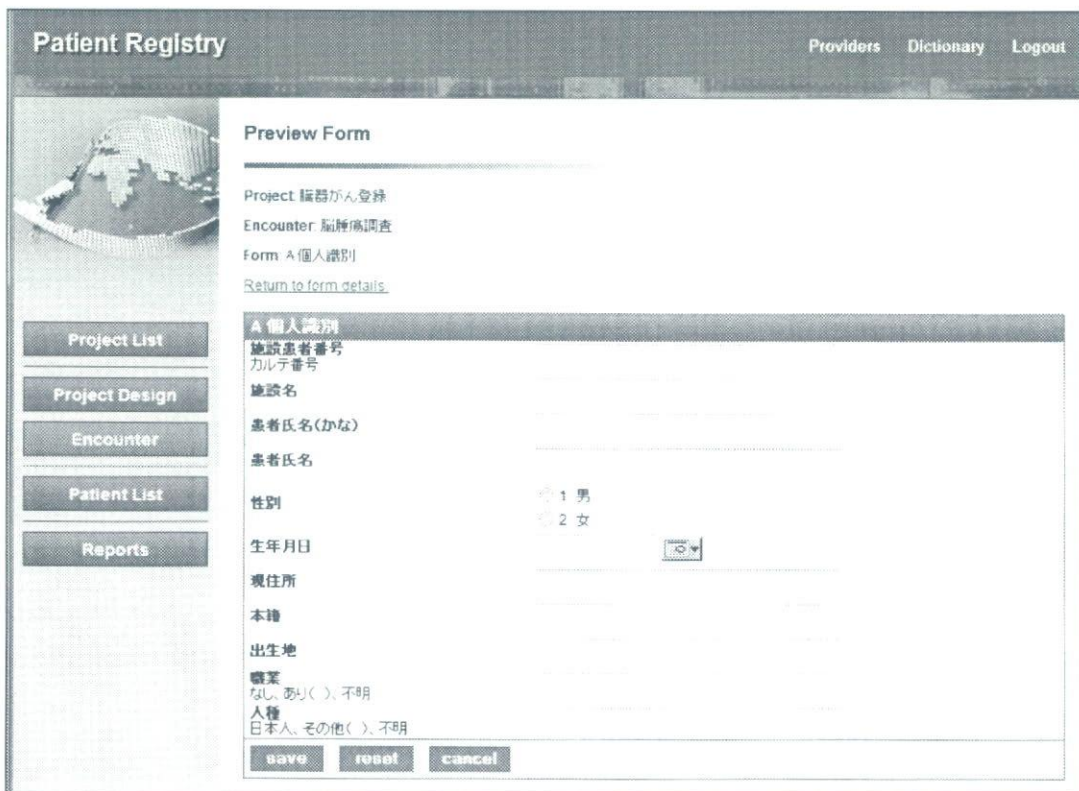 Patient Registry
Providers Dictionary Logout
Preview Form
Project: 臓器がん登録
Encounter: 脳腫瘍調査
Form: A 個人識別
Return to form details.
Project List
Project Design
Encounter
Patient List
Reports
A 個人識別
施設患者番号
カルテ番号
施設名
患者氏名(かな)
患者氏名
性別
1 男
2 女
生年月日
現住所
本籍
出生地
職業
なし、あり( )、不明
人種
日本人、その他( )、不明
save reset cancel